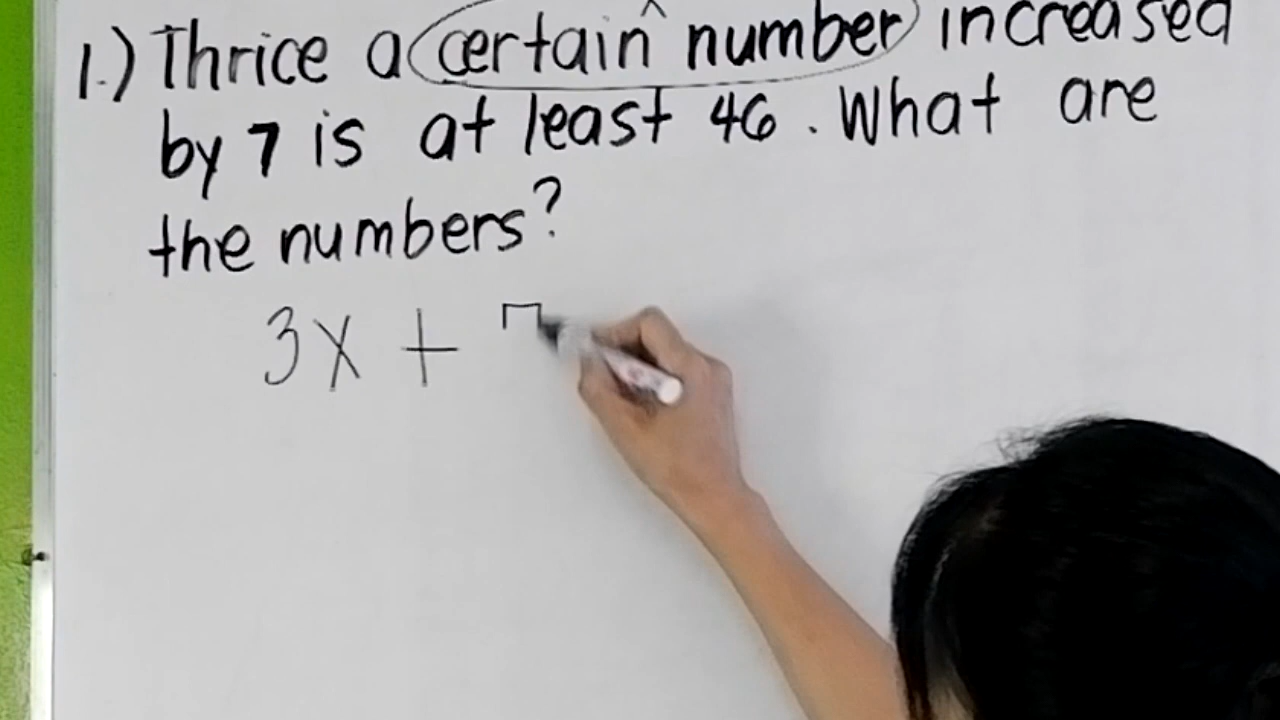 1.) Thrice a certain number increased
by 7 is at least 46. What are
the numbers?
3x + 7